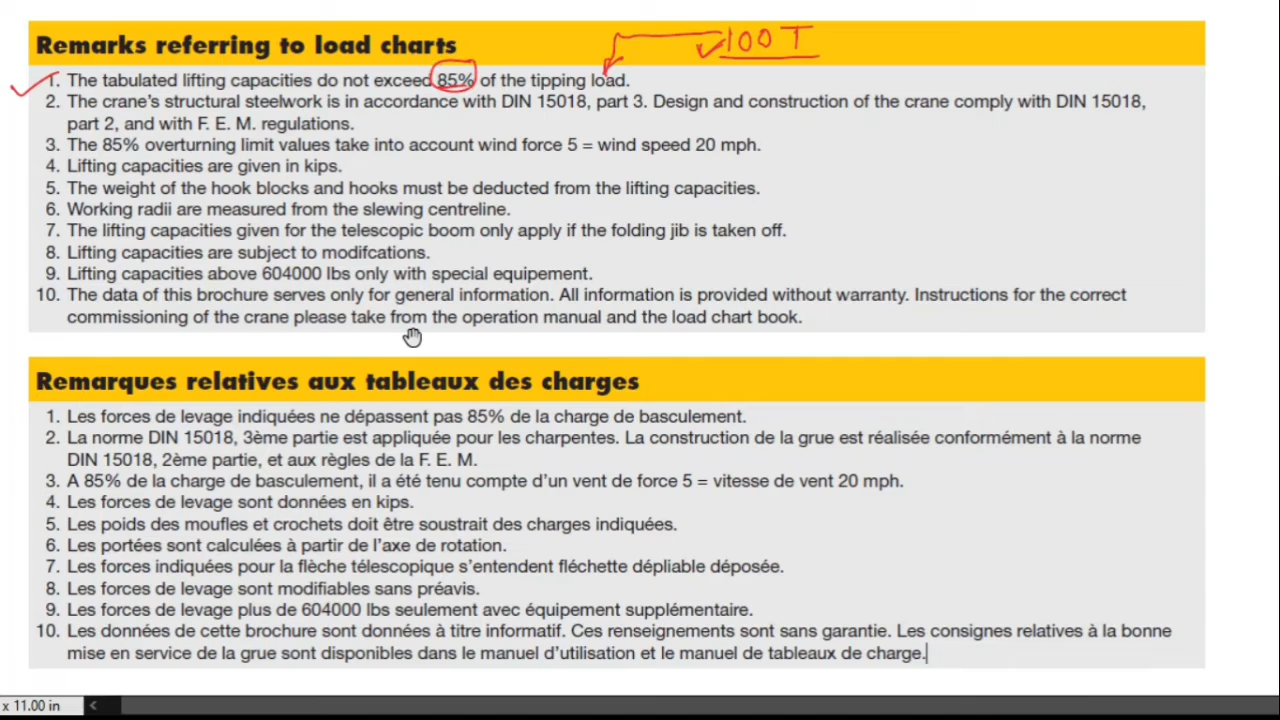 Remarks referring to load charts
100 T
1. The tabulated lifting capacities do not exceed 85% of the tipping load.
2. The crane's structural steelwork is in accordance with DIN 15018, part 3. Design and construction of the crane comply with DIN 15018,
part 2, and with F. E. M. regulations.
3. The 85% overturning limit values take into account wind force 5 = wind speed 20 mph.
4. Lifting capacities are given in kips.
5. The weight of the hook blocks and hooks must be deducted from the lifting capacities.
6. Working radii are measured from the slewing centreline.
7. The lifting capacities given for the telescopic boom only apply if the folding jib is taken off.
8. Lifting capacities are subject to modifcations.
9. Lifting capacities above 604000 lbs only with special equipement.
10. The data of this brochure serves only for general information. All information is provided without warranty. Instructions for the correct
commissioning of the crane please take from the operation manual and the load chart book.
Remarques relatives aux tableaux des charges
1. Les forces de levage indiquées ne dépassent pas 85% de la charge de basculement.
2. La norme DIN 15018, 3ème partie est appliquée pour les charpentes. La construction de la grue est réalisée conformément à la norme
DIN 15018, 2ème partie, et aux règles de la F. E. M.
3. A 85% de la charge de basculement, il a été tenu compte d'un vent de force 5 = vitesse de vent 20 mph.
4. Les forces de levage sont données en kips.
5. Les poids des moufles et crochets doit être soustrait des charges indiquées.
6. Les portées sont calculées à partir de l'axe de rotation.
7. Les forces indiquées pour la flèche télescopique s'entendent fléchette dépliable déposée.
8. Les forces de levage sont modifiables sans préavis.
9. Les forces de levage plus de 604000 lbs seulement avec équipement supplémentaire.
10. Les données de cette brochure sont données à titre informatif. Ces renseignements sont sans garantie. Les consignes relatives à la bonne
mise en service de la grue sont disponibles dans le manuel d'utilisation et le manuel de tableaux de charge.
x 11.00 in